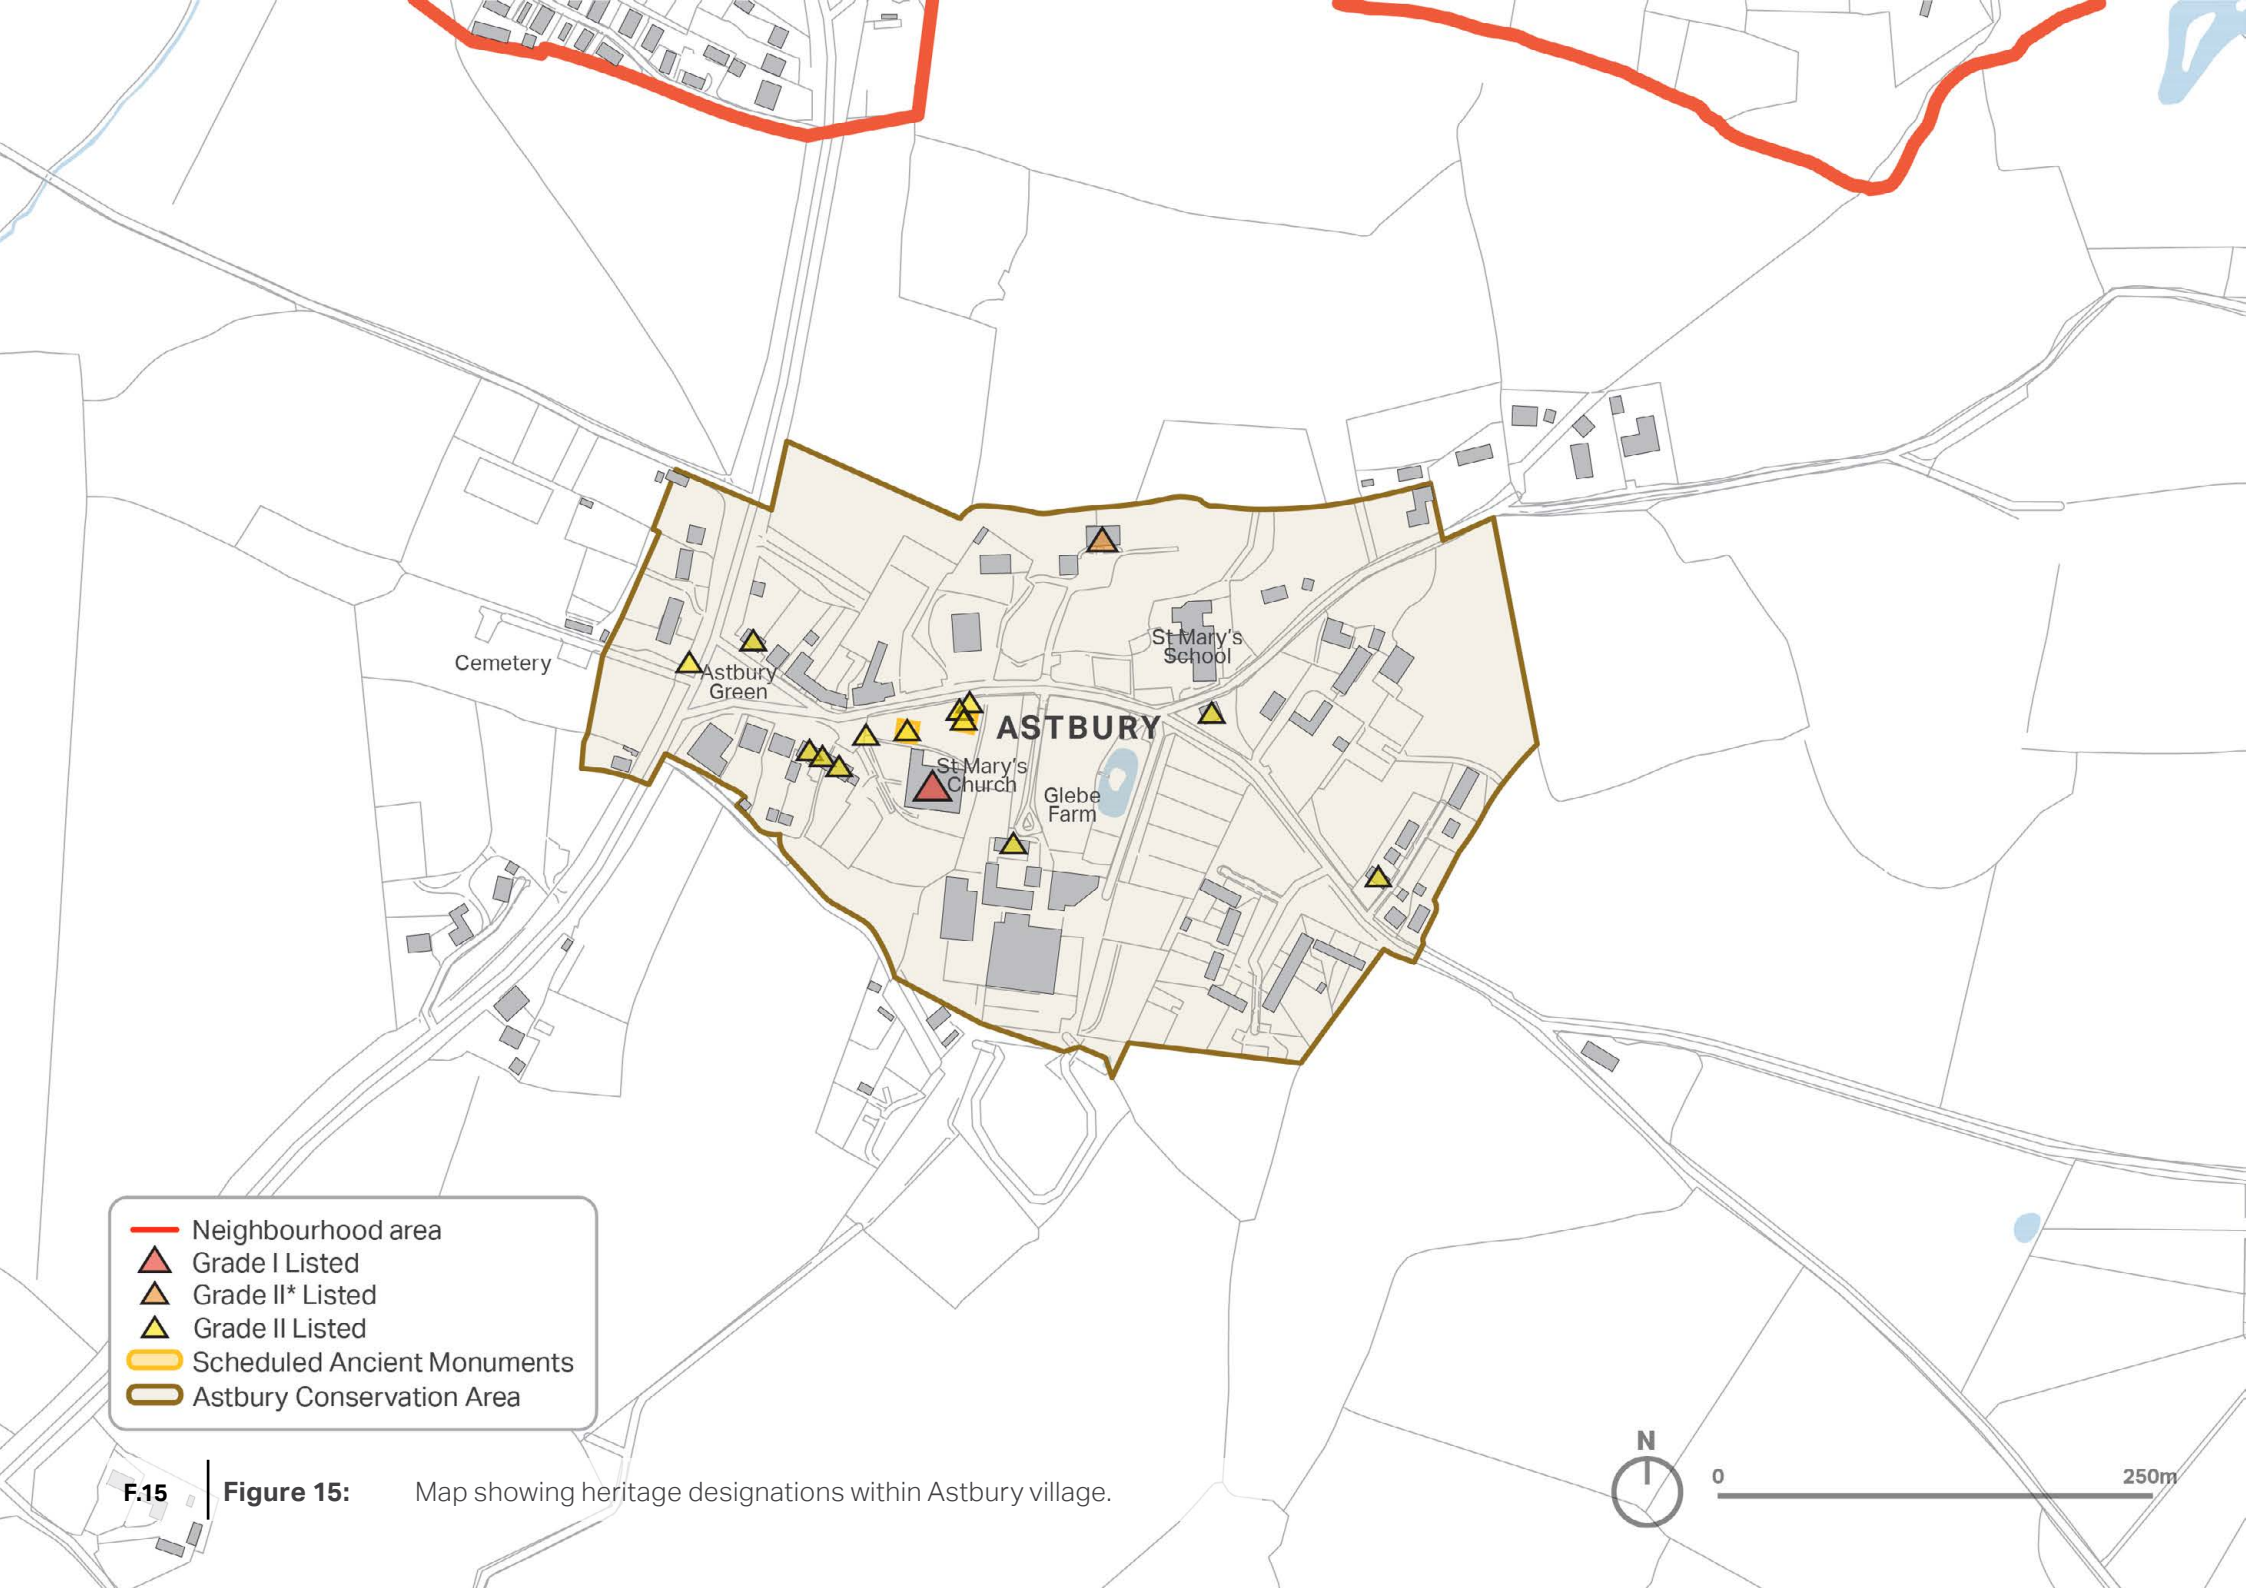 Cemetery
Astbury
Green
St Mary's
School
ASTBURY
St Mary's
Church
Glebe
Farm
Neighbourhood area
Grade I Listed
Grade II* Listed
Grade II Listed
Scheduled Ancient Monuments
Astbury Conservation Area
N
0
250m
F.15
Figure 15: Map showing heritage designations within Astbury village.